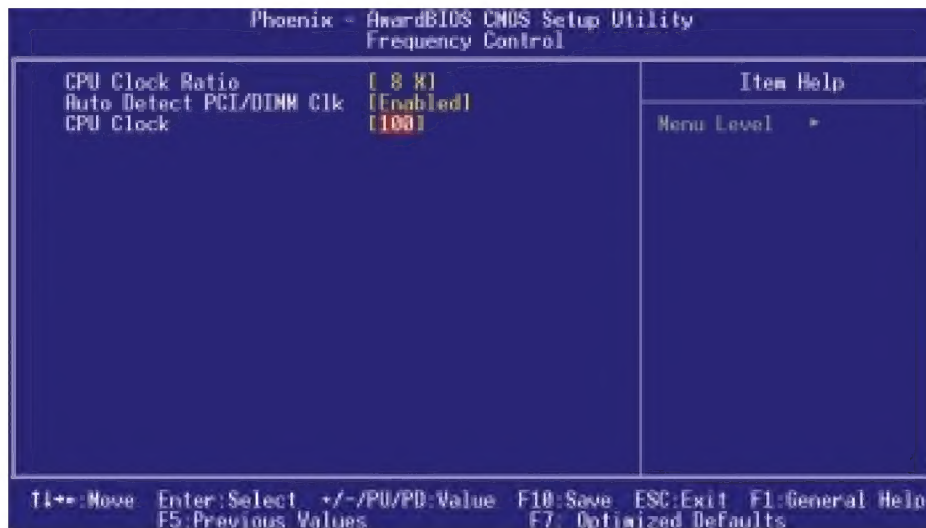 Phoenix - AwardBIOS CMOS Setup Utility
Frequency Control
CPU Clock Ratio [ 8 X]
Auto Detect PCI/DIMM Clk [Enabled]
CPU Clock [100]
Item Help
Menu Level ►
↑↓→←:Move Enter:Select +/-/PU/PD:Value F10:Save ESC:Exit F1:General Help
F5:Previous Values F7: Optimized Defaults